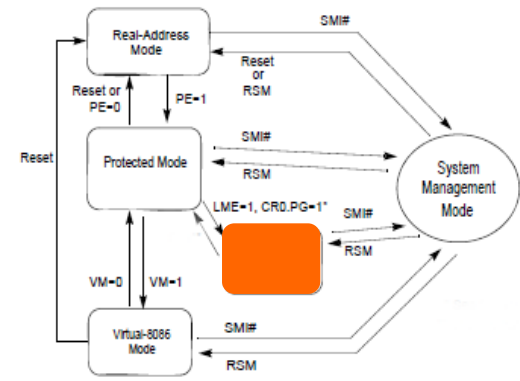 SMI#
Real-Address
Mode
Reset
or
RSM
Reset or
PE=0
PE=1
SMI#
Reset
Protected Mode
RSM
System
Management
Mode
LME=1, CR0.PG=1*
SMI#
RSM
VM=0
VM=1
Virtual-8086
Mode
SMI#
RSM